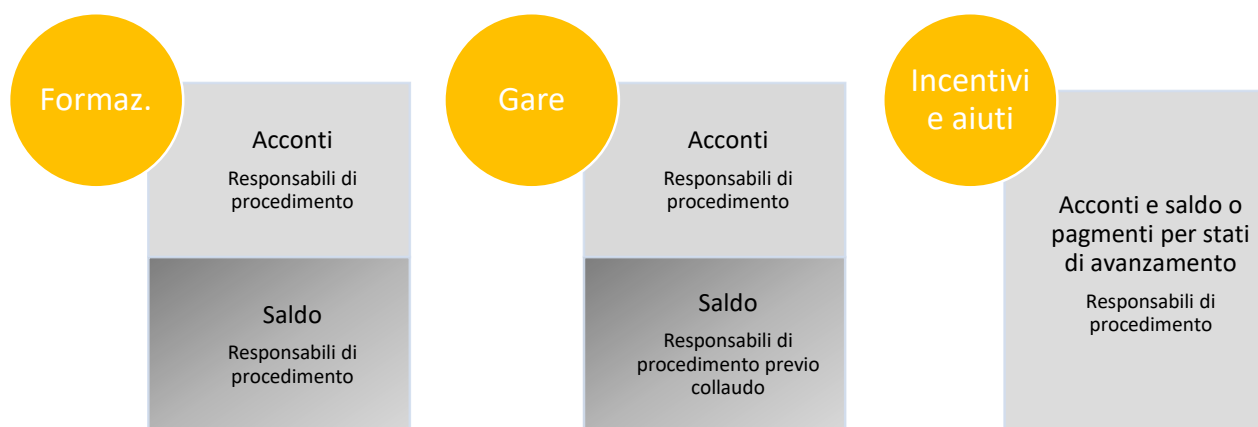 Formaz.
Acconti
Responsabili di
procedimento
Saldo
Responsabili di
procedimento
Gare
Acconti
Responsabili di
procedimento
Saldo
Responsabili di
procedimento previo
collaudo
Incentivi
e aiuti
Acconti e saldo o
pagmenti per stati
di avanzamento
Responsabili di
procedimento